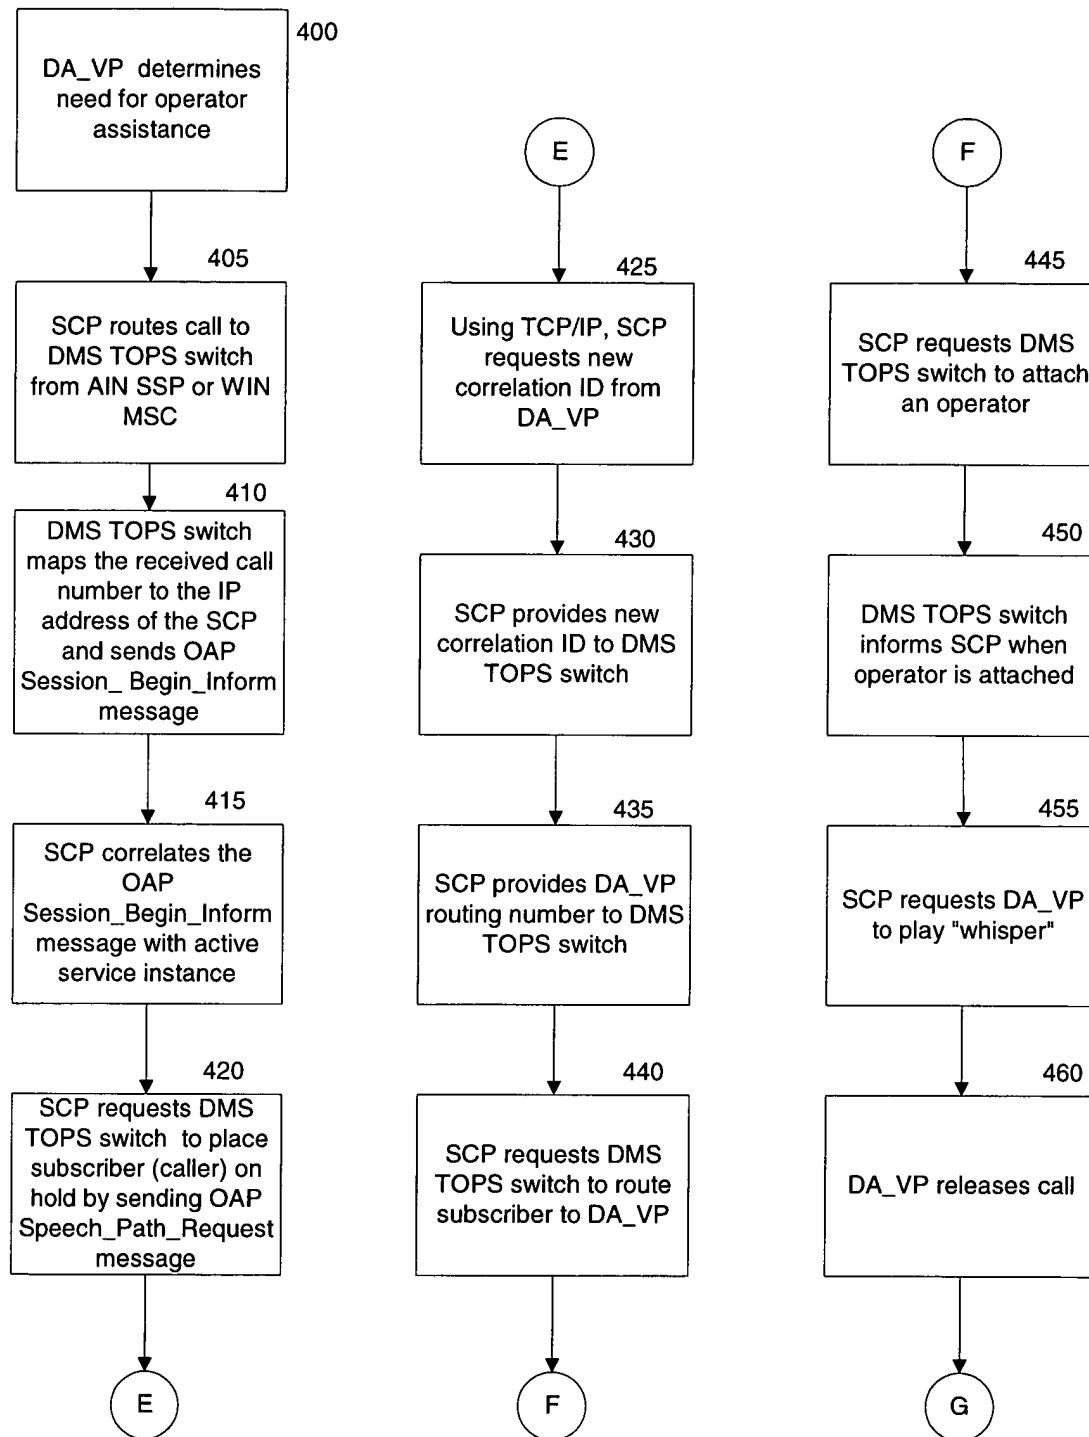 400
DA_VP determines
need for operator
assistance
405
SCP routes call to
DMS TOPS switch
from AIN SSP or WIN
MSC
410
DMS TOPS switch
maps the received call
number to the IP
address of the SCP
and sends OAP
Session_ Begin_Inform
message
415
SCP correlates the
OAP
Session_Begin_Inform
message with active
service instance
420
SCP requests DMS
TOPS switch to place
subscriber (caller) on
hold by sending OAP
Speech_Path_Request
message
E
E
425
Using TCP/IP, SCP
requests new
correlation ID from
DA_VP
430
SCP provides new
correlation ID to DMS
TOPS switch
435
SCP provides DA_VP
routing number to DMS
TOPS switch
440
SCP requests DMS
TOPS switch to route
subscriber to DA_VP
F
F
445
SCP requests DMS
TOPS switch to attach
an operator
450
DMS TOPS switch
informs SCP when
operator is attached
455
SCP requests DA_VP
to play "whisper"
460
DA_VP releases call
G